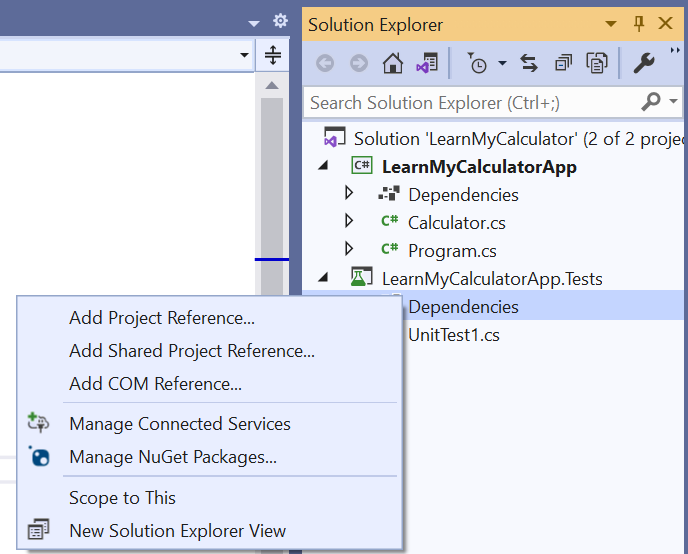 Solution Explorer
Search Solution Explorer (Ctrl+;)
Solution 'LearnMyCalculator' (2 of 2 projec
C# LearnMyCalculatorApp
Dependencies
C# Calculator.cs
C# Program.cs
LearnMyCalculatorApp.Tests
Dependencies
UnitTest1.cs
Add Project Reference...
Add Shared Project Reference...
Add COM Reference...
Manage Connected Services
Manage NuGet Packages...
Scope to This
New Solution Explorer View